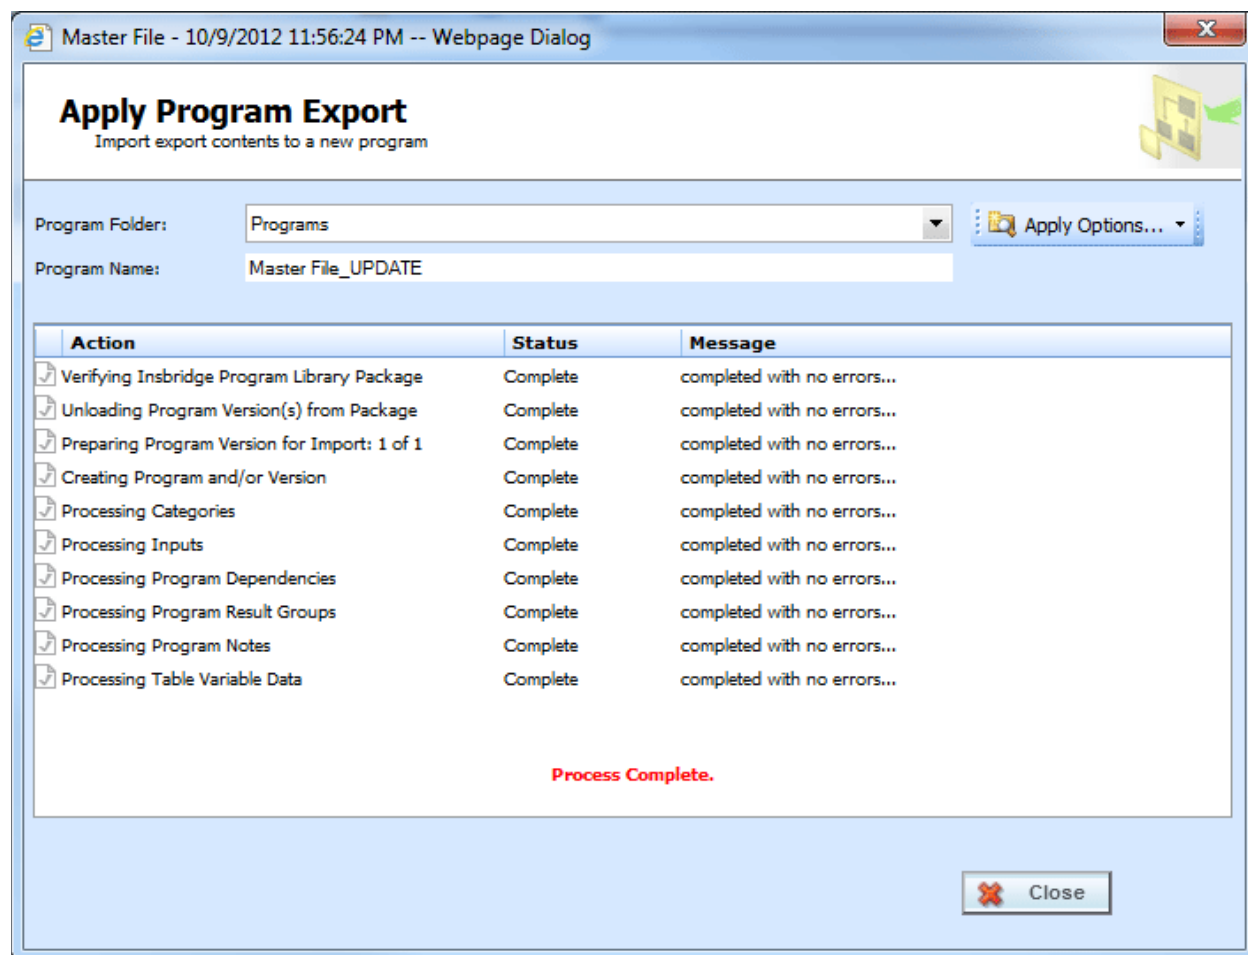 Master File - 10/9/2012 11:56:24 PM -- Webpage Dialog
Apply Program Export
Import export contents to a new program
Program Folder: Programs Apply Options...
Program Name: Master File_UPDATE
Action Status Message
Verifying Insbridge Program Library Package Complete completed with no errors...
Unloading Program Version(s) from Package Complete completed with no errors...
Preparing Program Version for Import: 1 of 1 Complete completed with no errors...
Creating Program and/or Version Complete completed with no errors...
Processing Categories Complete completed with no errors...
Processing Inputs Complete completed with no errors...
Processing Program Dependencies Complete completed with no errors...
Processing Program Result Groups Complete completed with no errors...
Processing Program Notes Complete completed with no errors...
Processing Table Variable Data Complete completed with no errors...
Process Complete.
Close